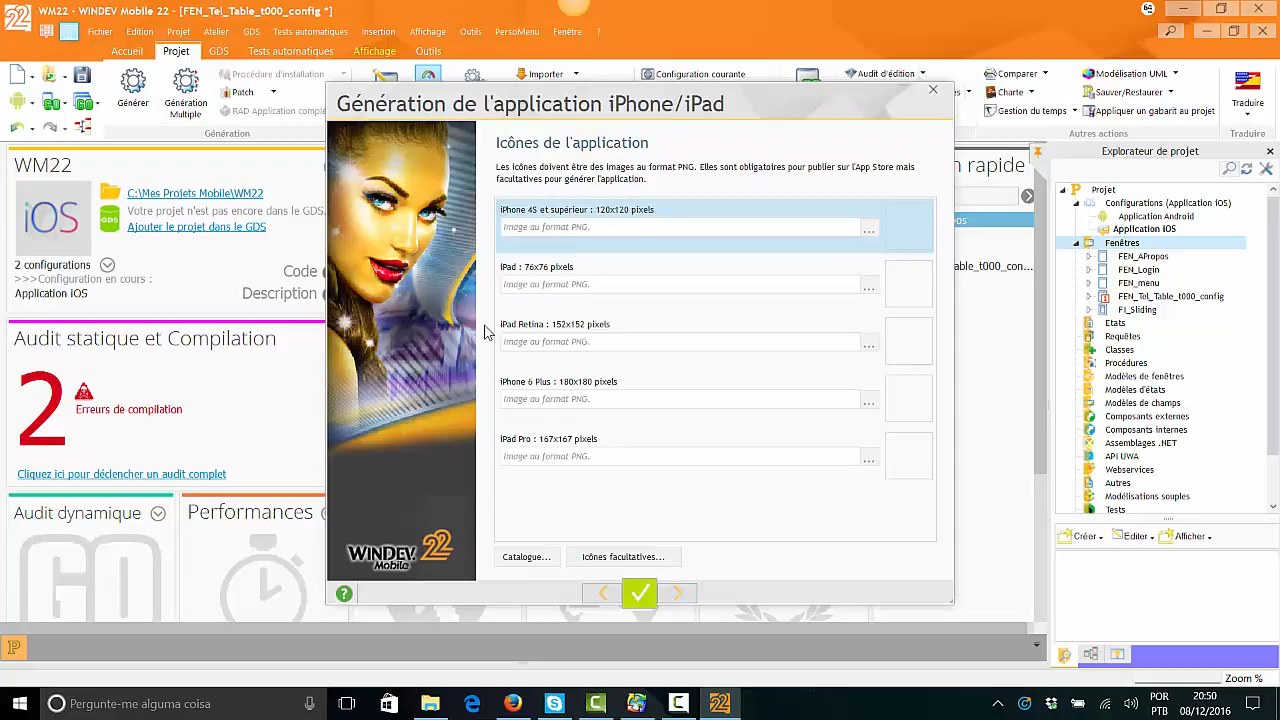 WM22 - WINDEV Mobile 22 - [FEN_Tel_Table_t000_config *]
64
Fichier Edition Projet Atelier GDS Tests automatiques Insertion Affichage Outils PersoMenu Fenêtre ?
Accueil Projet GDS Tests automatiques Affichage Outils
Générer
Génération
Multiple
Procédure d'installation
Patch
RAD Application complè
Génération
Importer
Configuration courante
Audit d'édition
Comparer
Charte
Gestion du temps
Modélisation UML
Règles métier
Appliquer un gabarit au projet
Autres actions
Traduire
Traduire
WM22
iOS
C:\Mes Projets Mobile\WM22
Votre projet n'est pas encore dans le GDS.
GDS
Ajouter le projet dans le GDS
2 configurations
>>>Configuration en cours :
Application iOS
Code
Description
Audit statique et Compilation
2
Erreurs de compilation
Cliquez ici pour déclencher un audit complet
Audit dynamique
Performances
Génération de l'application iPhone/iPad
Icônes de l'application
Les icônes doivent être des images au format PNG. Elles sont obligatoires pour publier sur l'App Store mais
facultatives pour générer l'application.
iPhone 4S et supérieur : 120x120 pixels
Image au format PNG.
...
iPad : 76x76 pixels
Image au format PNG.
...
iPad Retina : 152x152 pixels
Image au format PNG.
...
iPhone 6 Plus : 180x180 pixels
Image au format PNG.
...
iPad Pro : 167x167 pixels
Image au format PNG.
...
Catalogue...
Icônes facultatives...
WINDEV 22
Mobile
?
n rapide
able_t000_con...
Explorateur de projet
Projet
Configurations (Application iOS)
Application Android
Application iOS
Fenêtres
FEN_APropos
FEN_Login
FEN_menu
FEN_Tel_Table_t000_config
FI_Sliding
Etats
Requêtes
Classes
Procédures
Modèles de fenêtres
Modèles d'états
Modèles de champs
Composants externes
Composants internes
Assemblages .NET
API UWA
Webservices
Autres
Modélisations souples
Tests
Créer
Editer
Afficher
P
Zoom %
Pergunte-me alguma coisa
POR
PTB
20:50
08/12/2016